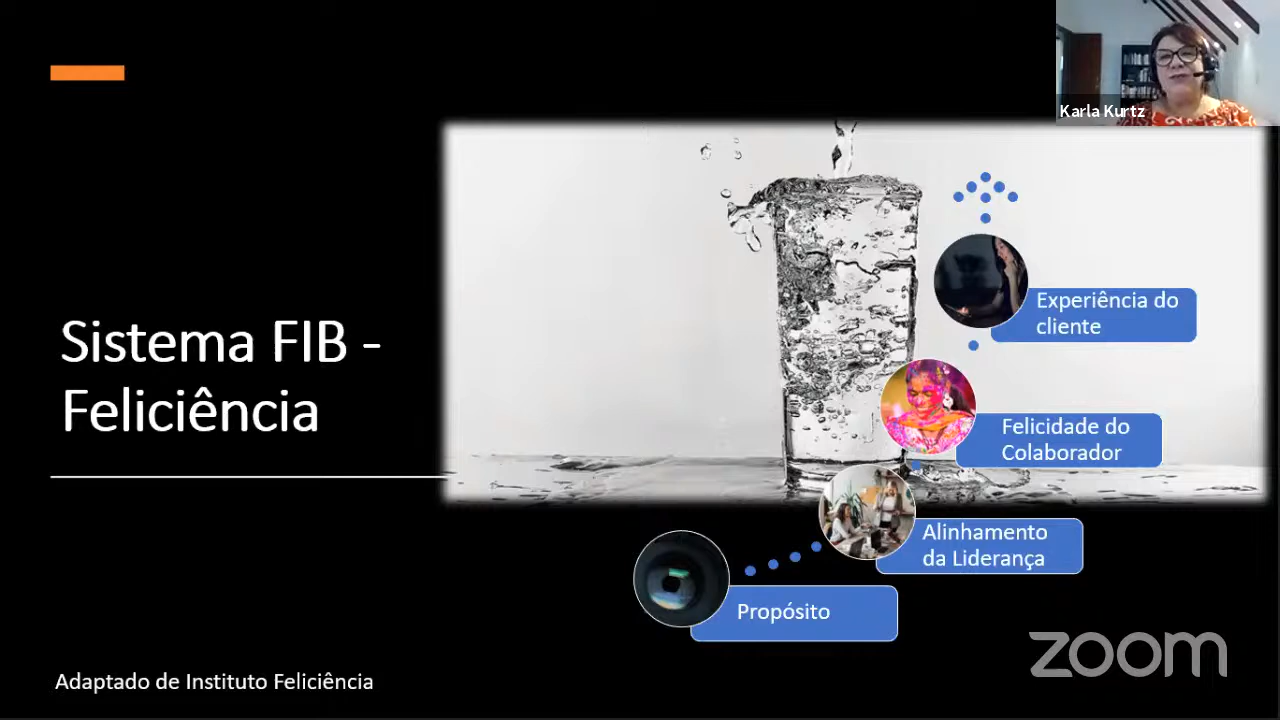 Karla Kurtz
Sistema FIB -
Feliciência
Experiência do
cliente
Felicidade do
Colaborador
Alinhamento
da Liderança
Propósito
Adaptado de Instituto Feliciência
zoom